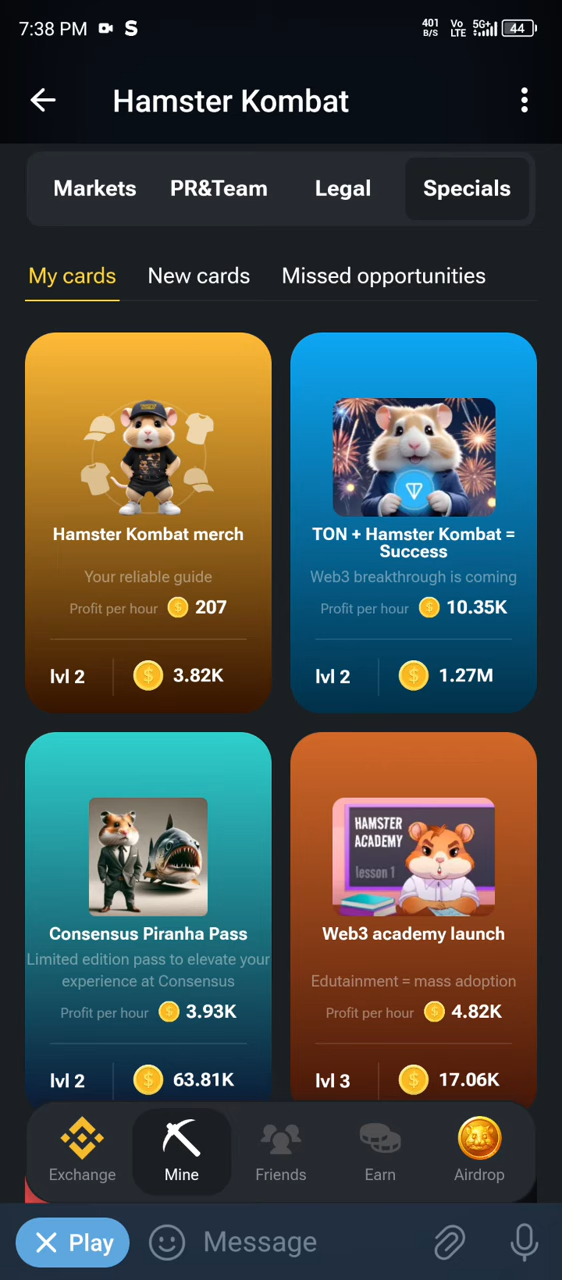 7:38 PM S 401 B/S Vo LTE 5G+ 44
Hamster Kombat
Markets PR&Team Legal Specials
My cards New cards Missed opportunities
Hamster Kombat merch
Your reliable guide
Profit per hour 207
lvl 2 3.82K
TON + Hamster Kombat =
Success
Web3 breakthrough is coming
Profit per hour 10.35K
lvl 2 1.27M
Consensus Piranha Pass
Limited edition pass to elevate your
experience at Consensus
Profit per hour 3.93K
lvl 2 63.81K
HAMSTER
ACADEMY
lesson 1
Web3 academy launch
Edutainment = mass adoption
Profit per hour 4.82K
lvl 3 17.06K
Exchange Mine Friends Earn Airdrop
Play Message